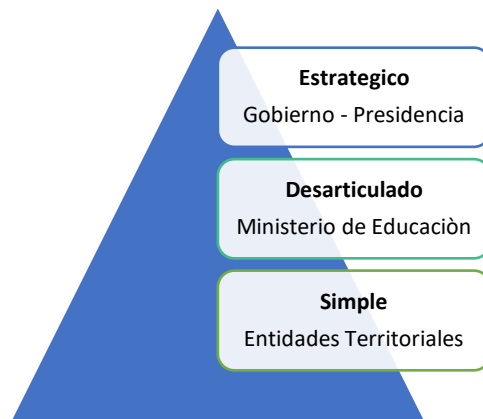 Estrategico
Gobierno - Presidencia
Desarticulado
Ministerio de Educaciòn
Simple
Entidades Territoriales